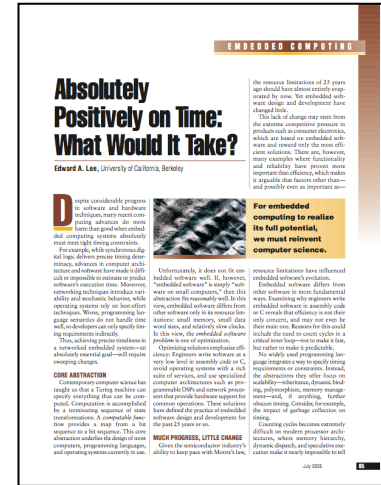 EMBEDDED COMPUTING
Absolutely
Positively on Time:
What Would It Take?
Edward A. Lee, University of California, Berkeley
Despite considerable progress
in software and hardware
techniques, many recent com-
puting advances do more
harm than good when embed-
ded computing systems absolutely
must meet tight timing constraints.
For example, while synchronous dig-
ital logic delivers precise timing deter-
minacy, advances in computer archi-
tecture and software have made it diffi-
cult or impossible to estimate or predict
software's execution time. Moreover,
networking techniques introduce vari-
ability and stochastic behavior, while
operating systems rely on best-effort
techniques. Worse, programming lan-
guage semantics do not handle time
well, so developers can only specify tim-
ing requirements indirectly.
Thus, achieving precise timeliness in
a networked embedded system—an
absolutely essential goal—will require
sweeping changes.
CORE ABSTRACTION
Contemporary computer science has
taught us that a Turing machine can
specify everything that can be com-
puted. Computation is accomplished
by a terminating sequence of state
transformations. A computable func-
tion provides a map from a bit
sequence to a bit sequence. This core
abstraction underlies the design of most
computers, programming languages,
and operating systems currently in use.
Unfortunately, it does not fit em-
bedded software well. If, however,
"embedded software" is simply "soft-
ware on small computers," then this
abstraction fits reasonably well. In this
view, embedded software differs from
other software only in its resource lim-
itations: small memory, small data
word sizes, and relatively slow clocks.
In this view, the embedded software
problem is one of optimization.
Optimizing solutions emphasize effi-
ciency: Engineers write software at a
very low level in assembly code or C,
avoid operating systems with a rich
suite of services, and use specialized
computer architectures such as pro-
grammable DSPs and network proces-
sors that provide hardware support for
common operations. These solutions
have defined the practice of embedded
software design and development for
the past 25 years or so.
MUCH PROGRESS, LITTLE CHANGE
Given the semiconductor industry's
ability to keep pace with Moore's law,
the resource limitations of 25 years
ago should have almost entirely evap-
orated by now. Yet embedded soft-
ware design and development have
changed little.
This lack of change may stem from
the extreme competitive pressure in
products such as consumer electronics,
which are based on embedded soft-
ware and reward only the most effi-
cient solutions. There are, however,
many examples where functionality
and reliability have proven more
important than efficiency, which makes
it arguable that factors other than—
and possibly even as important as—
For embedded
computing to realize
its full potential,
we must reinvent
computer science.
resource limitations have influenced
embedded software's evolution.
Embedded software differs from
other software in more fundamental
ways. Examining why engineers write
embedded software in assembly code
or C reveals that efficiency is not their
only concern, and may not even be
their main one. Reasons for this could
include the need to count cycles in a
critical inner loop—not to make it fast,
but rather to make it predictable.
No widely used programming lan-
guage integrates a way to specify timing
requirements or constraints. Instead,
the abstractions they offer focus on
scalability—inheritance, dynamic bind-
ing, polymorphism, memory manage-
ment—and, if anything, further
obscure timing. Consider, for example,
the impact of garbage collection on
timing.
Counting cycles becomes extremely
difficult on modern processor archi-
tectures, where memory hierarchy,
dynamic dispatch, and speculative exe-
cution make it nearly impossible to tell
July 2005
85